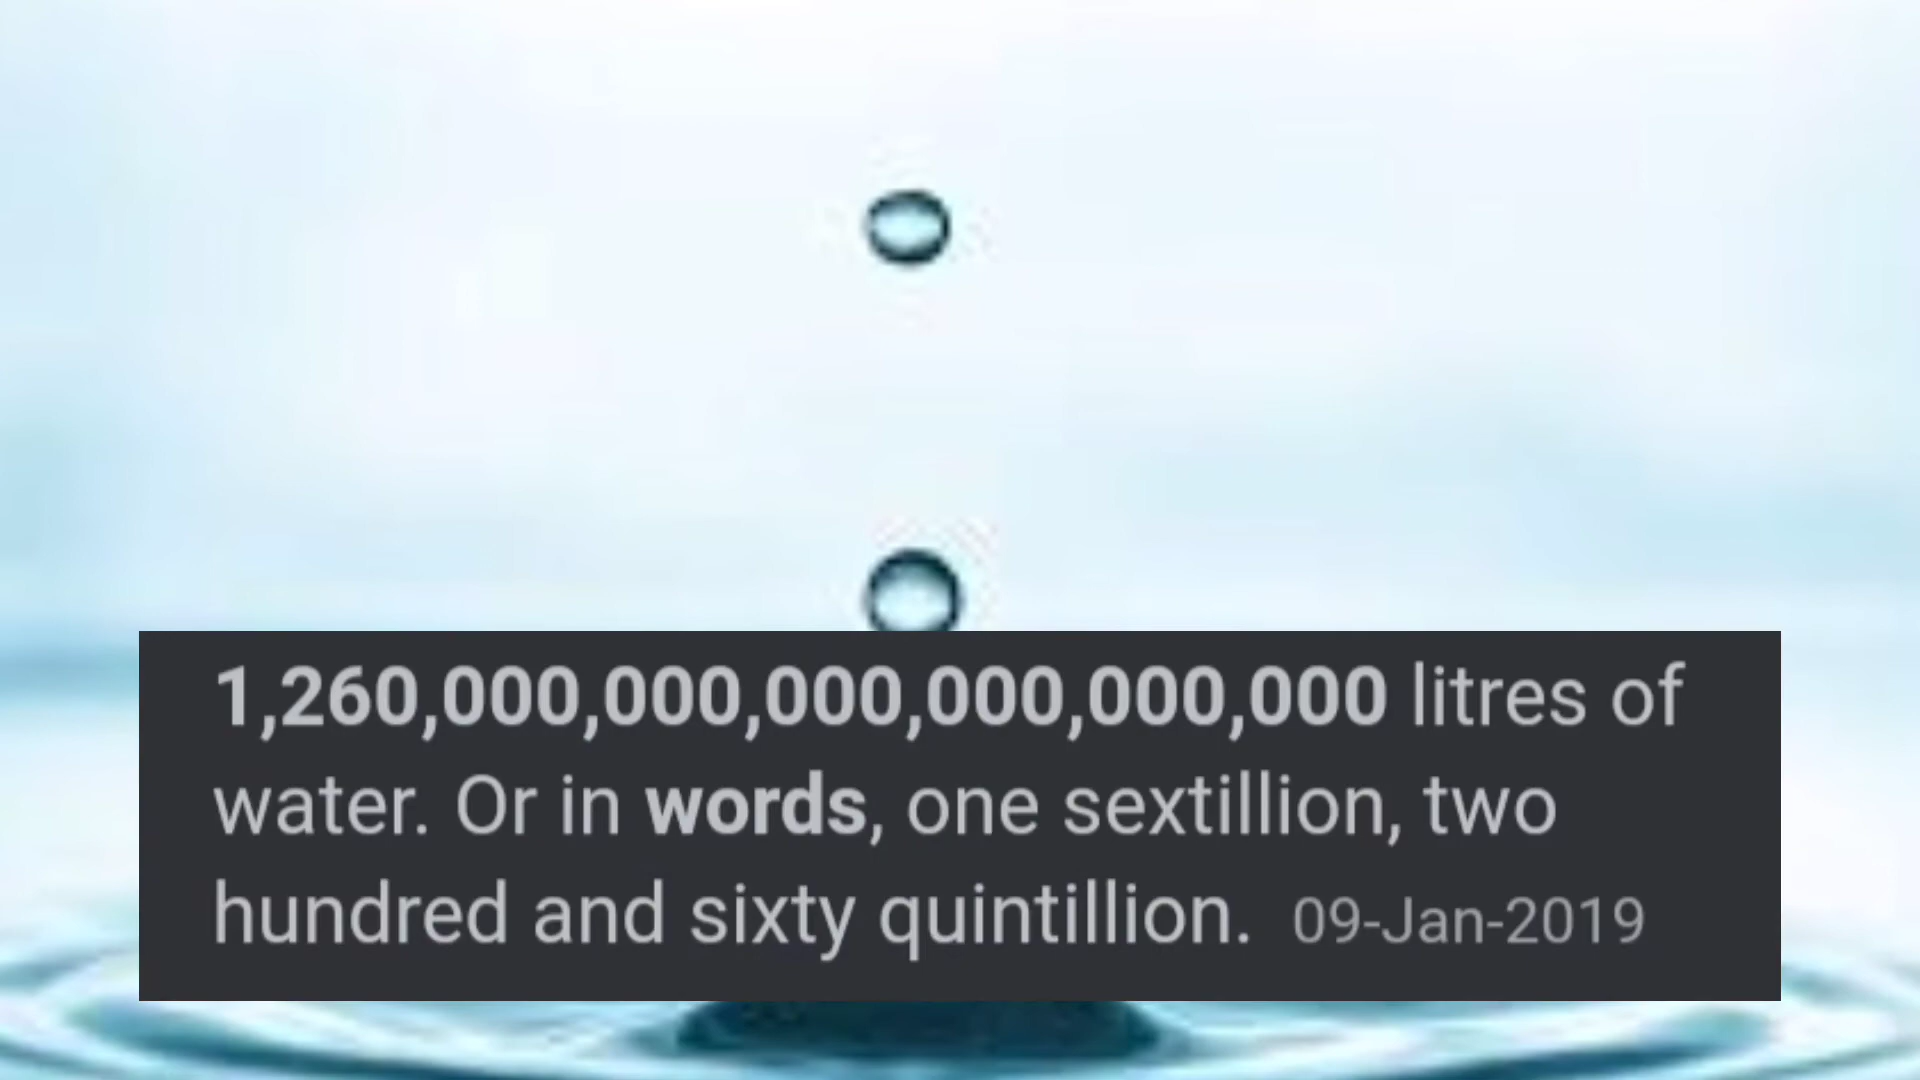 1,260,000,000,000,000,000,000 litres of
water. Or in words, one sextillion, two
hundred and sixty quintillion. 09-Jan-2019